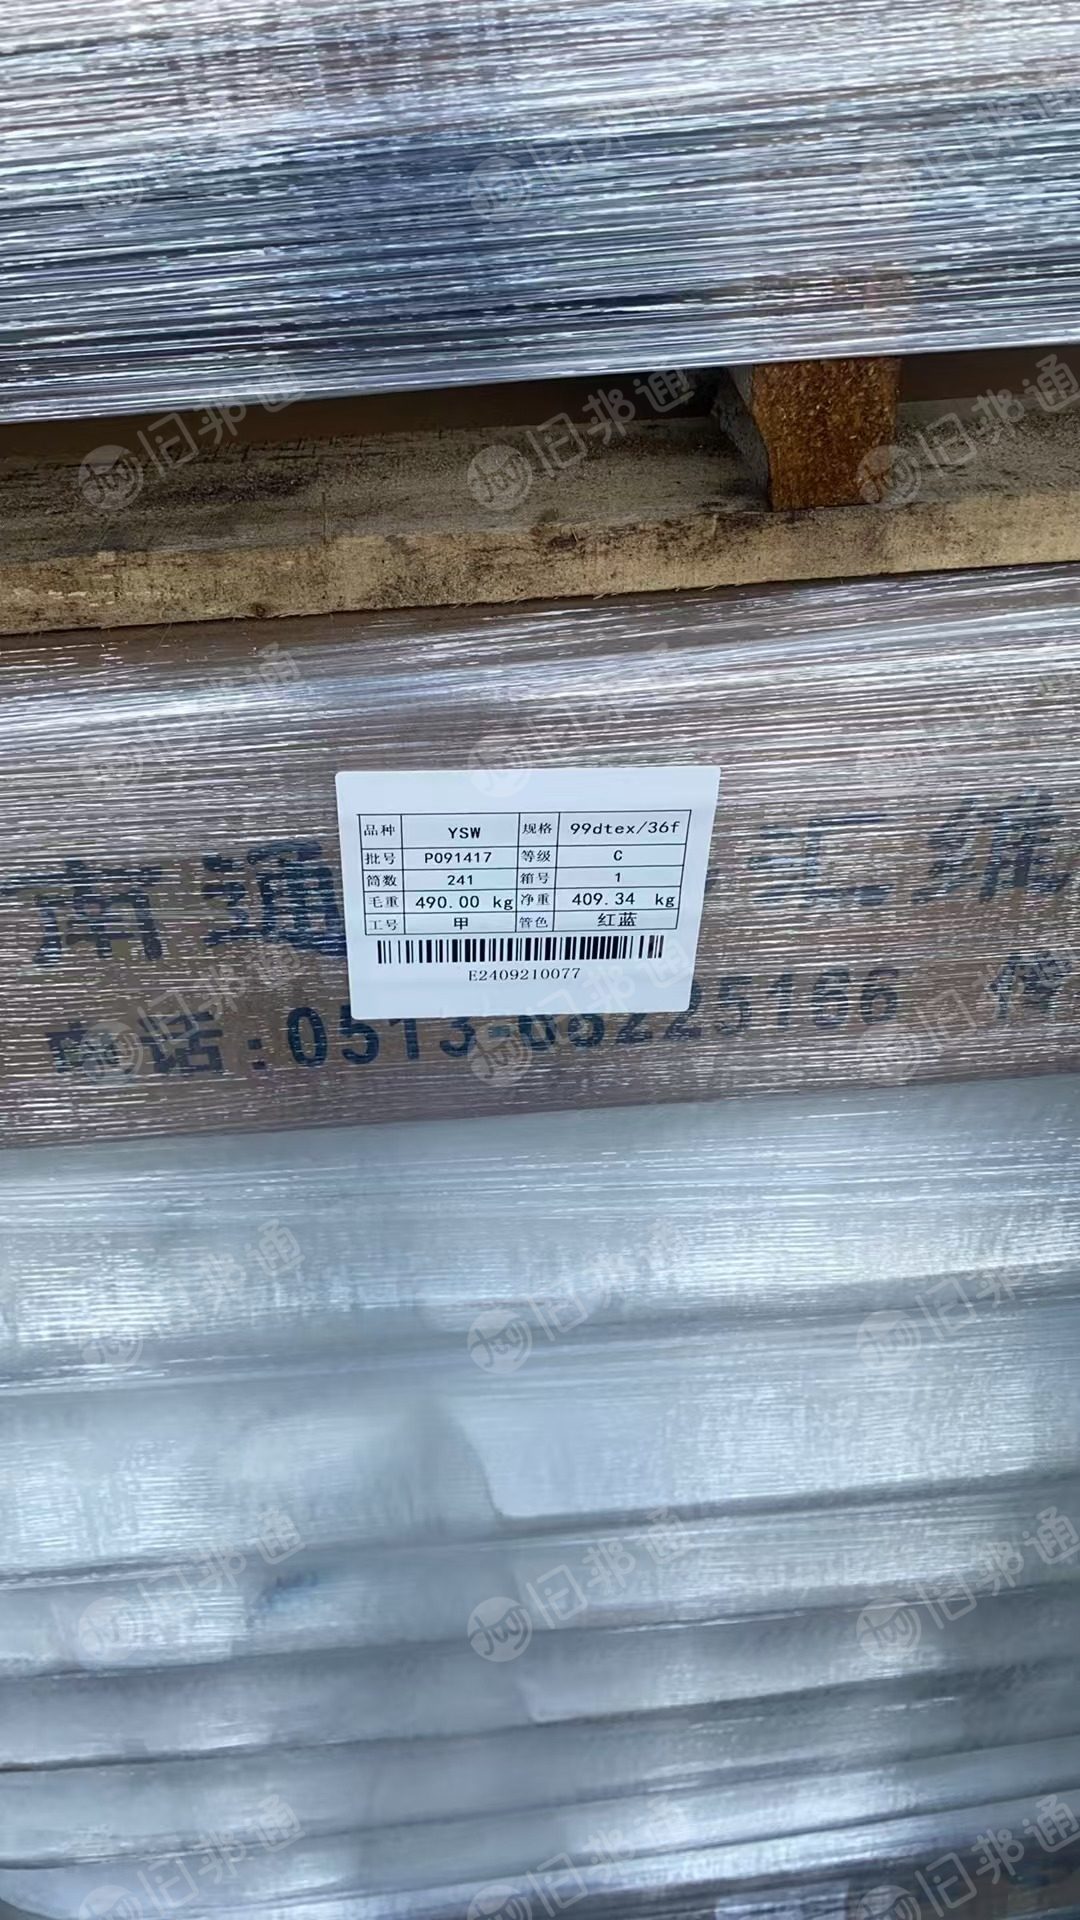 品种 YSW 规格 99dtex/36f
批号 P091417 等级 C
筒数 241 箱号 1
毛重 490.00 kg 净重 409.34 kg
工号 甲 管色 红蓝
E2409210077
南通
电话:0513-68225166 传
旧邦通